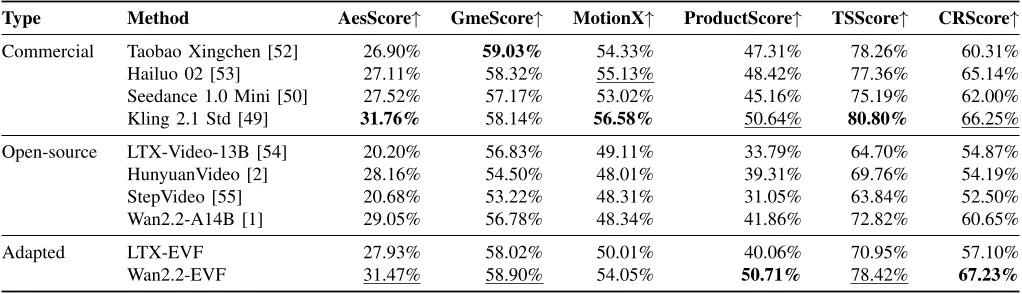 Type Method AesScore↑ GmeScore↑ MotionX↑ ProductScore↑ TSScore↑ CRScore↑
Commercial Taobao Xingchen [52] 26.90% 59.03% 54.33% 47.31% 78.26% 60.31%
Hailuo 02 [53] 27.11% 58.32% 55.13% 48.42% 77.36% 65.14%
Seedance 1.0 Mini [50] 27.52% 57.17% 53.02% 45.16% 75.19% 62.00%
Kling 2.1 Std [49] 31.76% 58.14% 56.58% 50.64% 80.80% 66.25%
Open-source LTX-Video-13B [54] 20.20% 56.83% 49.11% 33.79% 64.70% 54.87%
HunyuanVideo [2] 28.16% 54.50% 48.01% 39.31% 69.76% 54.19%
StepVideo [55] 20.68% 53.22% 48.31% 31.05% 63.84% 52.50%
Wan2.2-A14B [1] 29.05% 56.78% 48.34% 41.86% 72.82% 60.65%
Adapted LTX-EVF 27.93% 58.02% 50.01% 40.06% 70.95% 57.10%
Wan2.2-EVF 31.47% 58.90% 54.05% 50.71% 78.42% 67.23%